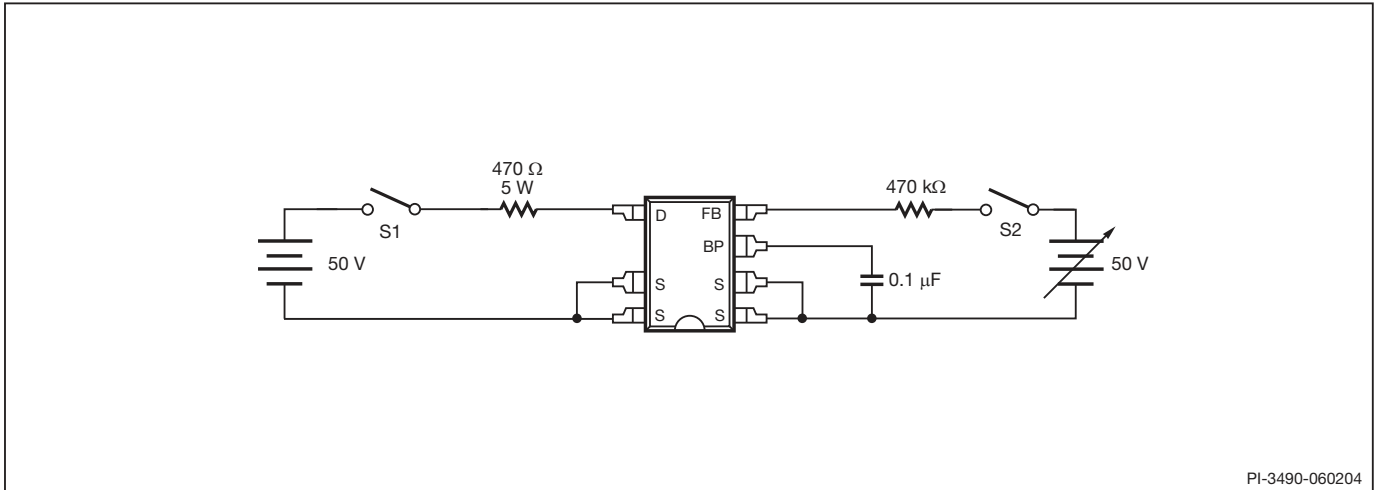 470 Ω
5 W
470 kΩ
D
FB
S1
S2
BP
50 V
50 V
S
S
0.1 μF
S
S
PI-3490-060204